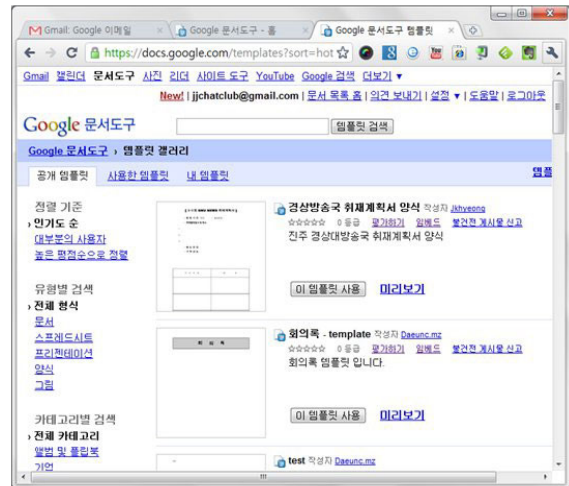 Gmail: Google 이메일
Google 문서도구 - 홈
Google 문서도구 템플릿
https://docs.google.com/templates?sort=hot
Gmail 캘린더 문서도구 사진 리더 사이트 도구 YouTube Google 검색 더보기 ▼
New! | jjchatclub@gmail.com | 문서 목록 홈 | 의견 보내기 | 설정 ▼ | 도움말 | 로그아웃
Google 문서도구
템플릿 검색
Google 문서도구 › 템플릿 갤러리
공개 템플릿 사용한 템플릿 내 템플릿
템플
정렬 기준
› 인기도 순
대부분의 사용자
높은 평점순으로 정렬
유형별 검색
› 전체 형식
문서
스프레드시트
프리젠테이션
양식
그림
카테고리별 검색
› 전체 카테고리
앨범 및 플립북
기업
경상방송국 취재계획서 양식 작성자 Jkhyeong
☆☆☆☆☆ 0 등급 평가하기 임베드 불건전 게시물 신고
진주 경상대방송국 취재계획서 양식
이 템플릿 사용 미리보기
회 의 록
회의록 - template 작성자 Daeunc.mz
☆☆☆☆☆ 0 등급 평가하기 임베드 불건전 게시물 신고
회의록 템플릿 입니다.
이 템플릿 사용 미리보기
test 작성자 Daeunc.mz